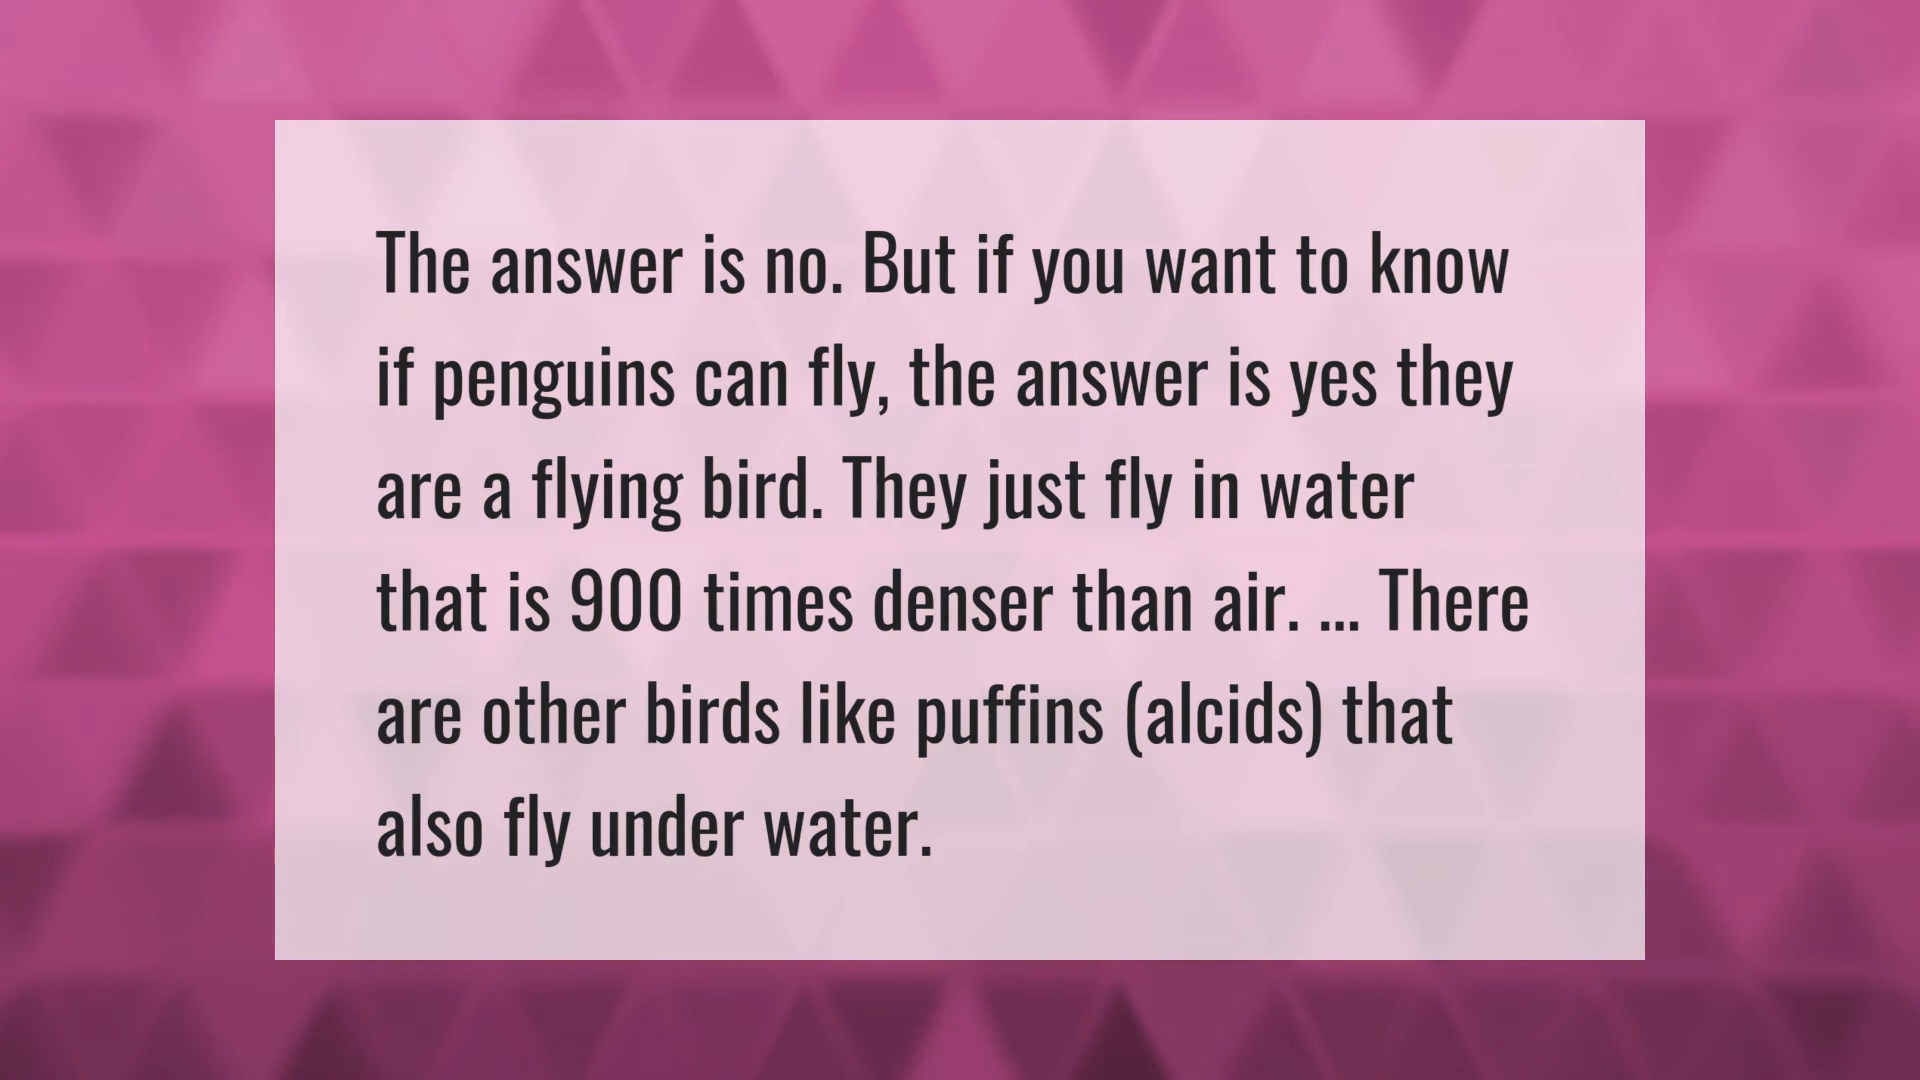 The answer is no. But if you want to know
if penguins can fly, the answer is yes they
are a flying bird. They just fly in water
that is 900 times denser than air. ... There
are other birds like puffins (alcids) that
also fly under water.